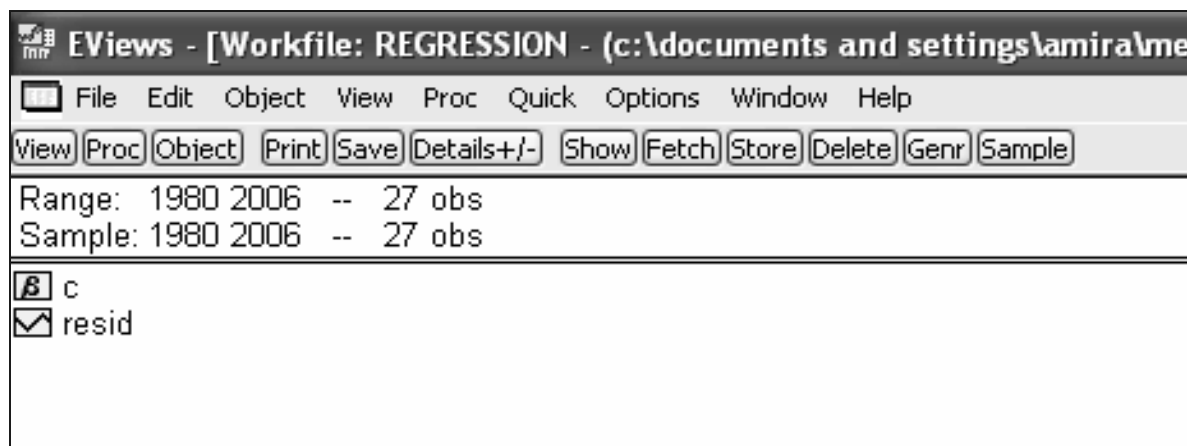 EViews - [Workfile: REGRESSION - (c:\documents and settings\amira\me
File Edit Object View Proc Quick Options Window Help
View Proc Object Print Save Details+/- Show Fetch Store Delete Genr Sample
Range: 1980 2006 -- 27 obs
Sample: 1980 2006 -- 27 obs
β c
resid